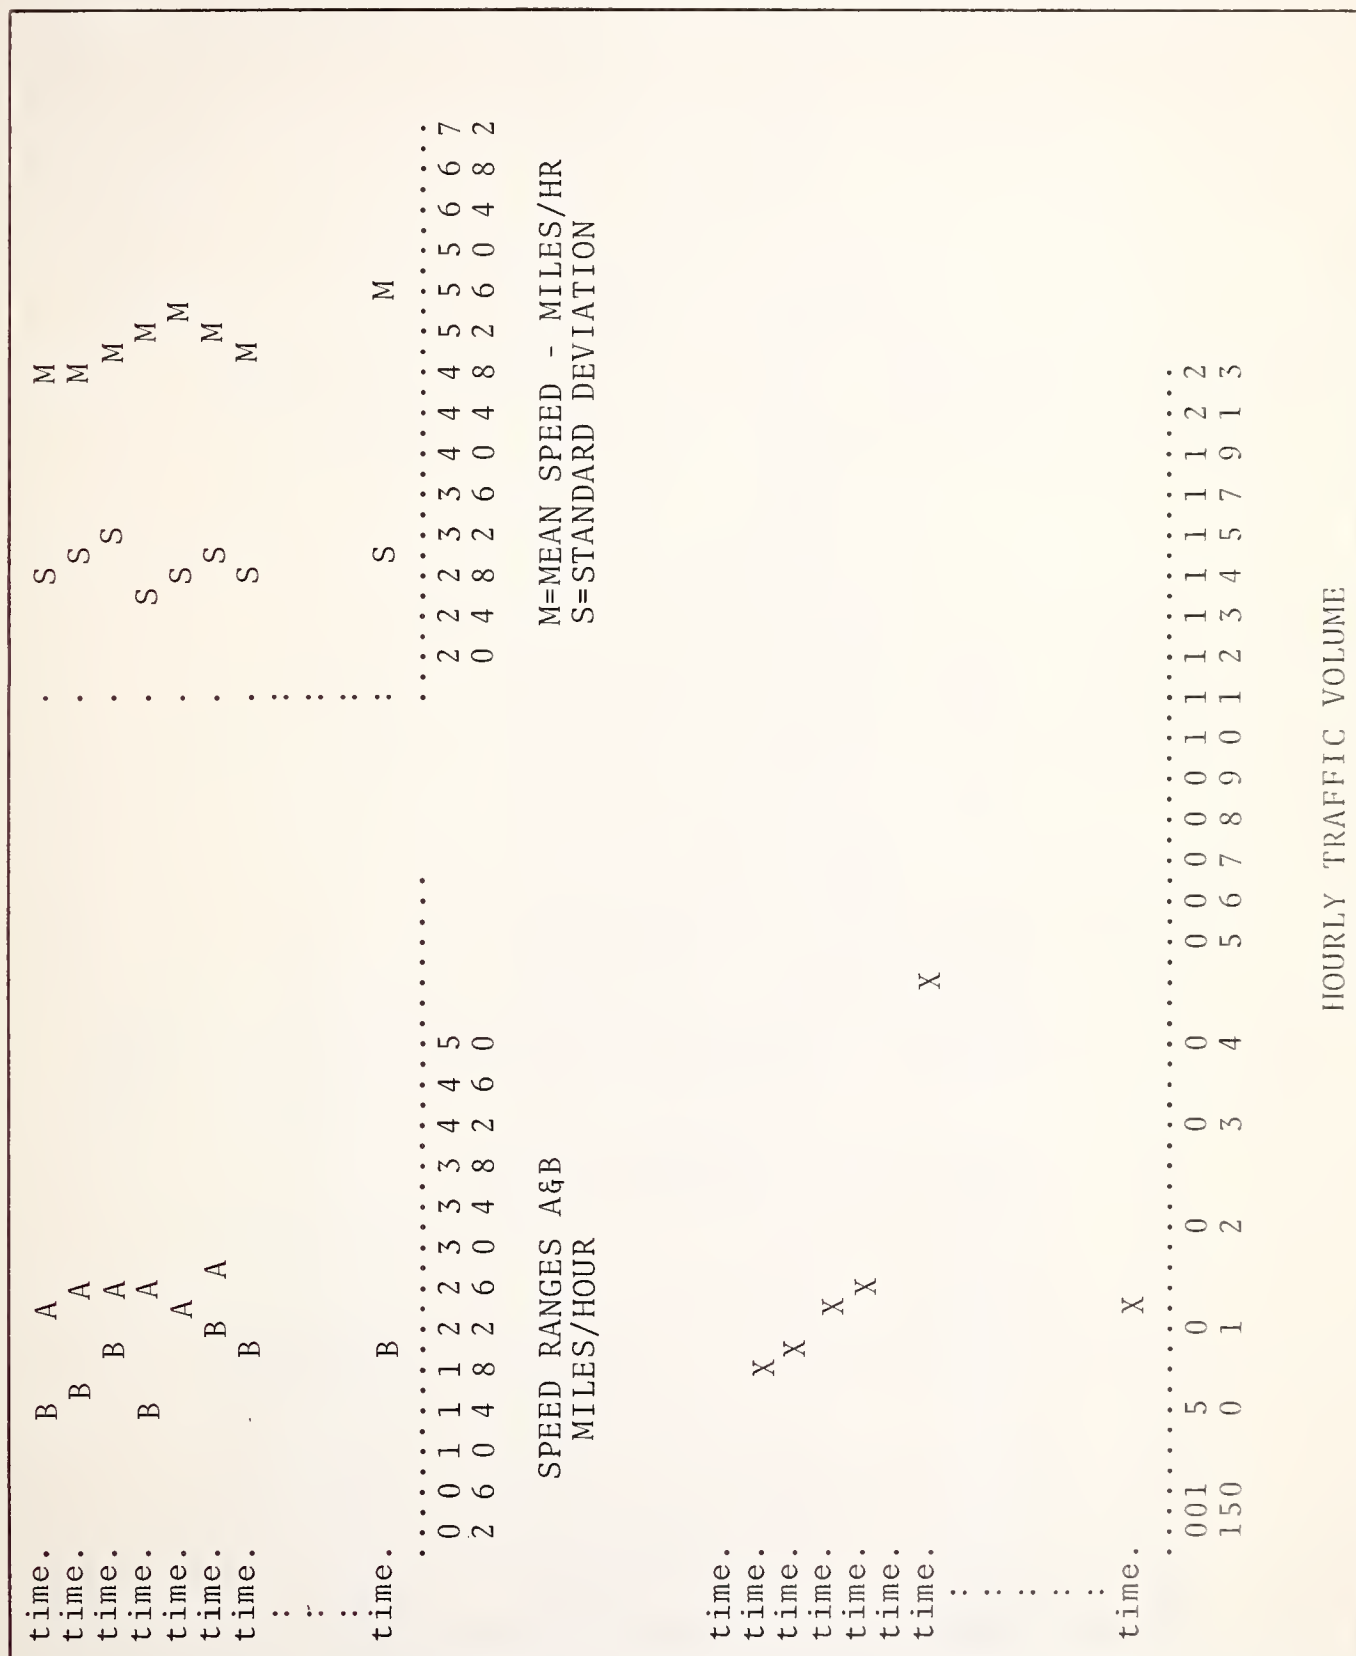 time. B A . S M
time. B A . S M
time. B A . S M
time. B A . S M
time. A . S M
time. B A . S M
time. B . S M
: :
: :
: :
time. B : S M
0 0 1 1 1 2 2 3 3 3 4 4 5 2 2 2 3 3 4 4 4 5 5 5 6 6 7
2 6 0 4 8 2 6 0 4 8 2 6 0 0 4 8 2 6 0 4 8 2 6 0 4 8 2
SPEED RANGES A&B M=MEAN SPEED - MILES/HR
MILES/HOUR S=STANDARD DEVIATION
time.
time. X
time. X
time. X
time. X
time.
time. X
:
:
:
:
:
time. X
001 5 0 0 0 0 0 0 0 0 0 1 1 1 1 1 1 1 1 2 2
150 0 1 2 3 4 5 6 7 8 9 0 1 2 3 4 5 7 9 1 3
HOURLY TRAFFIC VOLUME